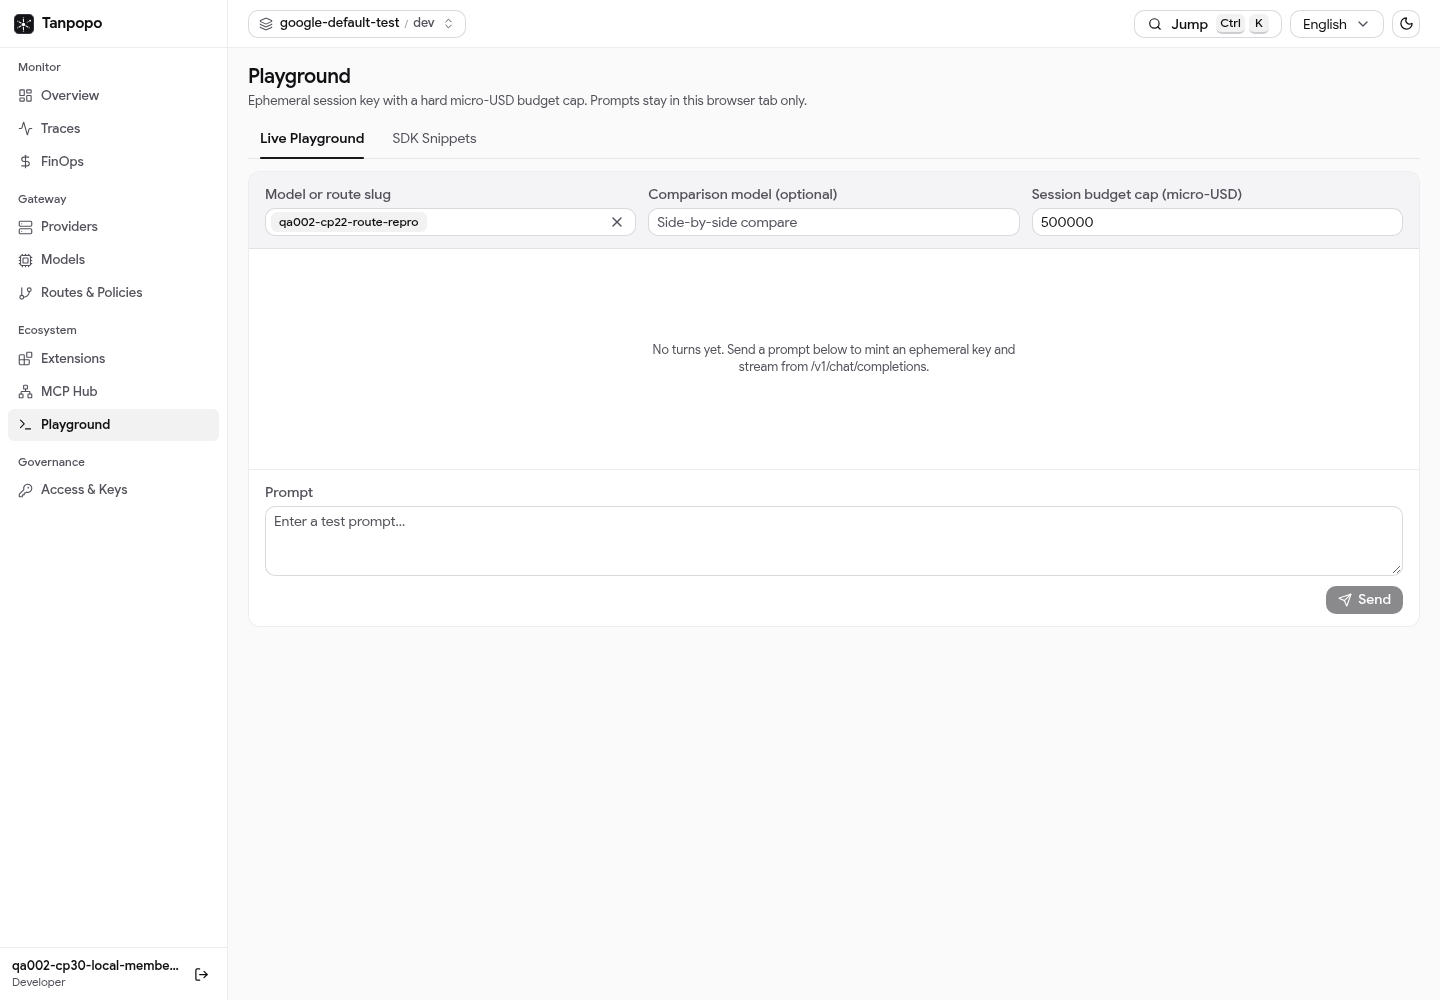 Tanpopo
google-default-test / dev
Jump Ctrl K
English
Monitor
Overview
Traces
FinOps
Gateway
Providers
Models
Routes & Policies
Ecosystem
Extensions
MCP Hub
Playground
Governance
Access & Keys
qa002-cp30-local-membe...
Developer
Playground
Ephemeral session key with a hard micro-USD budget cap. Prompts stay in this browser tab only.
Live Playground
SDK Snippets
Model or route slug
qa002-cp22-route-repro
Comparison model (optional)
Side-by-side compare
Session budget cap (micro-USD)
500000
No turns yet. Send a prompt below to mint an ephemeral key and
stream from /v1/chat/completions.
Prompt
Enter a test prompt...
Send